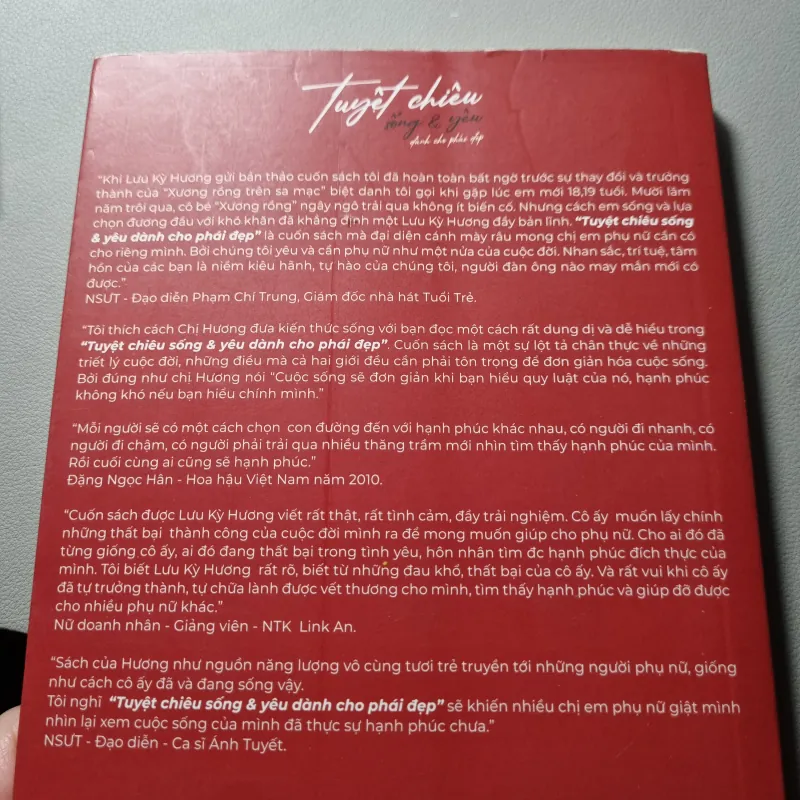 Tuyệt chiêu
sống & yêu
dành cho phái đẹp
“Khi Lưu Kỳ Hương gửi bản thảo cuốn sách tôi đã hoàn toàn bất ngờ trước sự thay đổi và trưởng
thành của “Xương rồng trên sa mạc” biệt danh tôi gọi khi gặp lúc em mới 18,19 tuổi. Mười lăm
năm trôi qua, cô bé “Xương rồng” ngây ngô trải qua không ít biến cố. Nhưng cách em sống và lựa
chọn đương đầu với khó khăn đã khẳng định một Lưu Kỳ Hương đầy bản lĩnh. “Tuyệt chiêu sống
& yêu dành cho phái đẹp” là cuốn sách mà đại diện cánh mày râu mong chị em phụ nữ cần có
cho riêng mình. Bởi chúng tôi yêu và cần phụ nữ như một nửa của cuộc đời. Nhan sắc, trí tuệ, tâm
hồn của các bạn là niềm kiêu hãnh, tự hào của chúng tôi, người đàn ông nào may mắn mới có
được.”
NSƯT - Đạo diễn Phạm Chí Trung, Giám đốc nhà hát Tuổi Trẻ.
“Tôi thích cách Chị Hương đưa kiến thức sống với bạn đọc một cách rất dung dị và dễ hiểu trong
“Tuyệt chiêu sống & yêu dành cho phái đẹp”. Cuốn sách là một sự lột tả chân thực về những
triết lý cuộc đời, những điều mà cả hai giới đều cần phải tôn trọng để đơn giản hóa cuộc sống.
Bởi đúng như chị Hương nói “Cuộc sống sẽ đơn giản khi bạn hiểu quy luật của nó, hạnh phúc
không khó nếu bạn hiểu chính mình.”
“Mỗi người sẽ có một cách chọn con đường đến với hạnh phúc khác nhau, có người đi nhanh, có
người đi chậm, có người phải trải qua nhiều thăng trầm mới nhìn tìm thấy hạnh phúc của mình.
Rồi cuối cùng ai cũng sẽ hạnh phúc.”
Đặng Ngọc Hân - Hoa hậu Việt Nam năm 2010.
“Cuốn sách được Lưu Kỳ Hương viết rất thật, rất tình cảm, đầy trải nghiệm. Cô ấy muốn lấy chính
những thất bại thành công của cuộc đời mình ra để mong muốn giúp cho phụ nữ. Cho ai đó đã
từng giống cô ấy, ai đó đang thất bại trong tình yêu, hôn nhân tìm đc hạnh phúc đích thực của
mình. Tôi biết Lưu Kỳ Hương rất rõ, biết từ những đau khổ, thất bại của cô ấy. Và rất vui khi cô ấy
đã tự trưởng thành, tự chữa lành được vết thương cho mình, tìm thấy hạnh phúc và giúp đỡ được
cho nhiều phụ nữ khác.”
Nữ doanh nhân - Giảng viên - NTK Link An.
“Sách của Hương như nguồn năng lượng vô cùng tươi trẻ truyền tới những người phụ nữ, giống
như cách cô ấy đã và đang sống vậy.
Tôi nghĩ “Tuyệt chiêu sống & yêu dành cho phái đẹp” sẽ khiến nhiều chị em phụ nữ giật mình
nhìn lại xem cuộc sống của mình đã thực sự hạnh phúc chưa.”
NSƯT - Đạo diễn - Ca sĩ Ánh Tuyết.